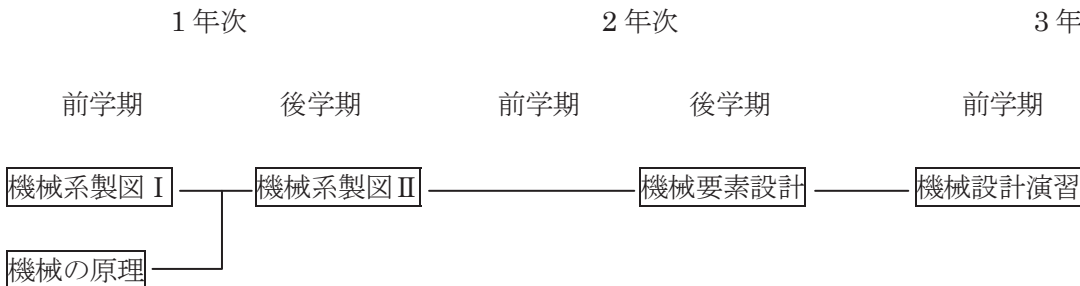 1年次 2年次 3年
前学期 後学期 前学期 後学期 前学期
機械系製図Ⅰ 機械系製図Ⅱ 機械要素設計 機械設計演習
機械の原理